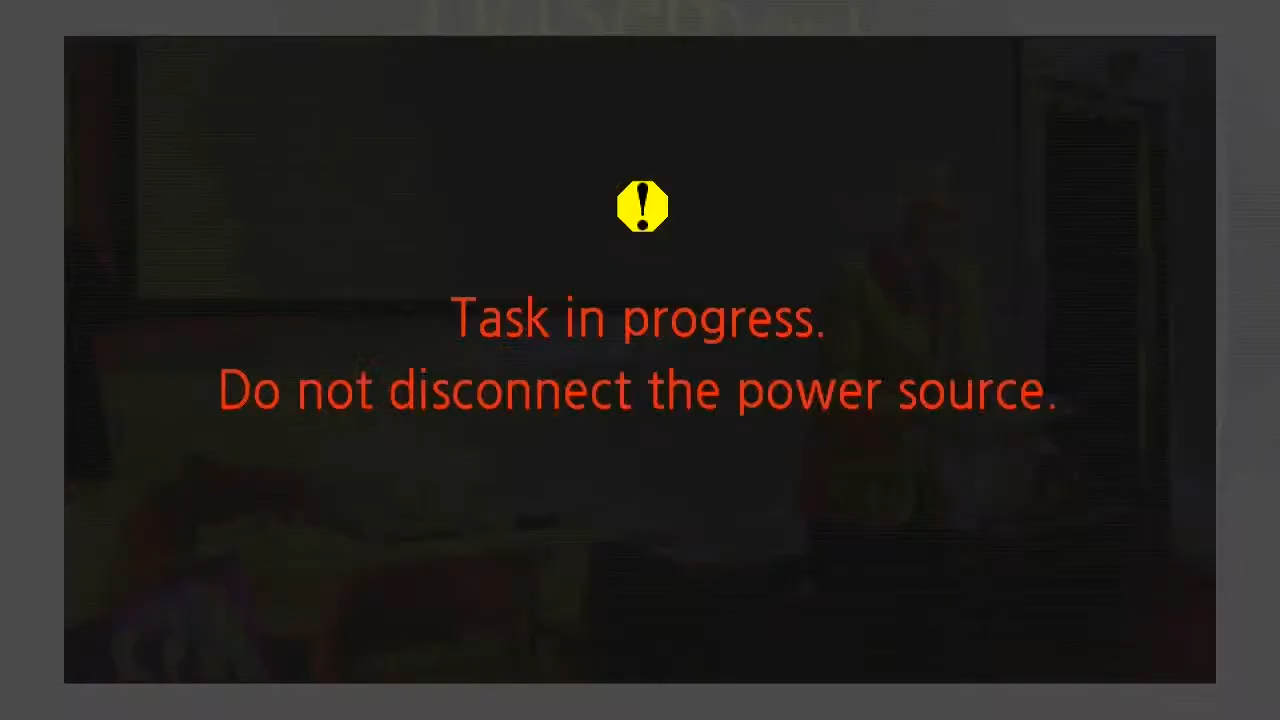 Task in progress.
Do not disconnect the power source.